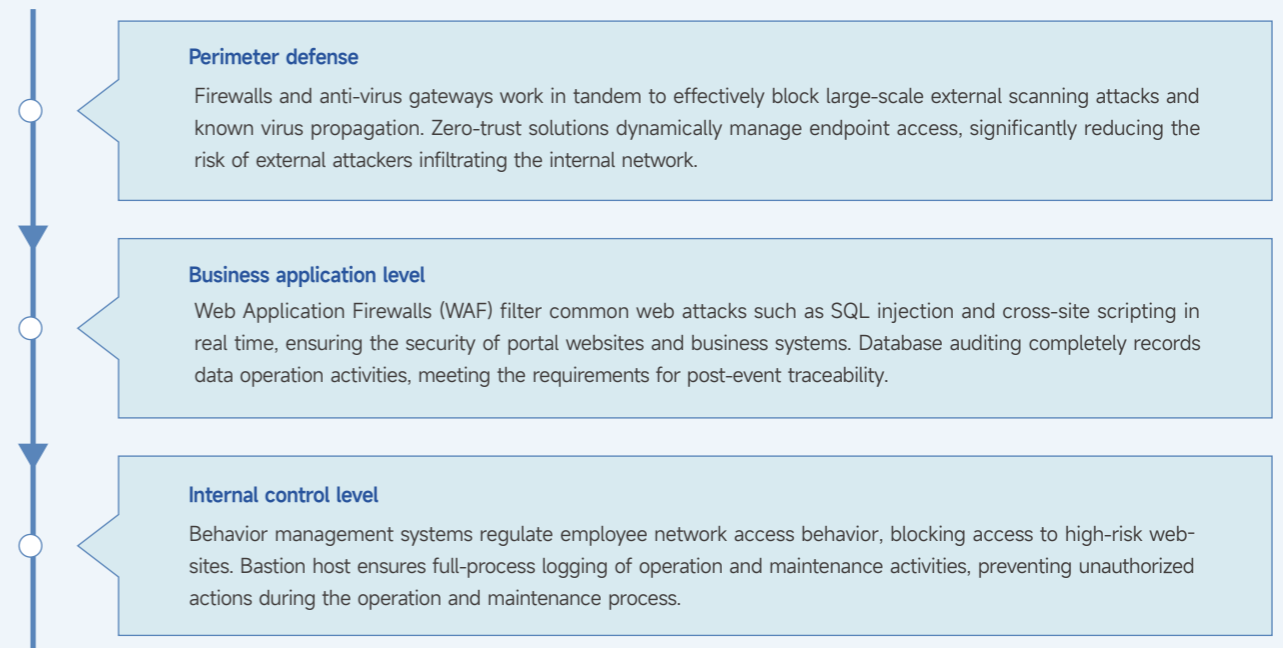 Perimeter defense
Firewalls and anti-virus gateways work in tandem to effectively block large-scale external scanning attacks and
known virus propagation. Zero-trust solutions dynamically manage endpoint access, significantly reducing the
risk of external attackers infiltrating the internal network.
Business application level
Web Application Firewalls (WAF) filter common web attacks such as SQL injection and cross-site scripting in
real time, ensuring the security of portal websites and business systems. Database auditing completely records
data operation activities, meeting the requirements for post-event traceability.
Internal control level
Behavior management systems regulate employee network access behavior, blocking access to high-risk web-
sites. Bastion host ensures full-process logging of operation and maintenance activities, preventing unauthorized
actions during the operation and maintenance process.